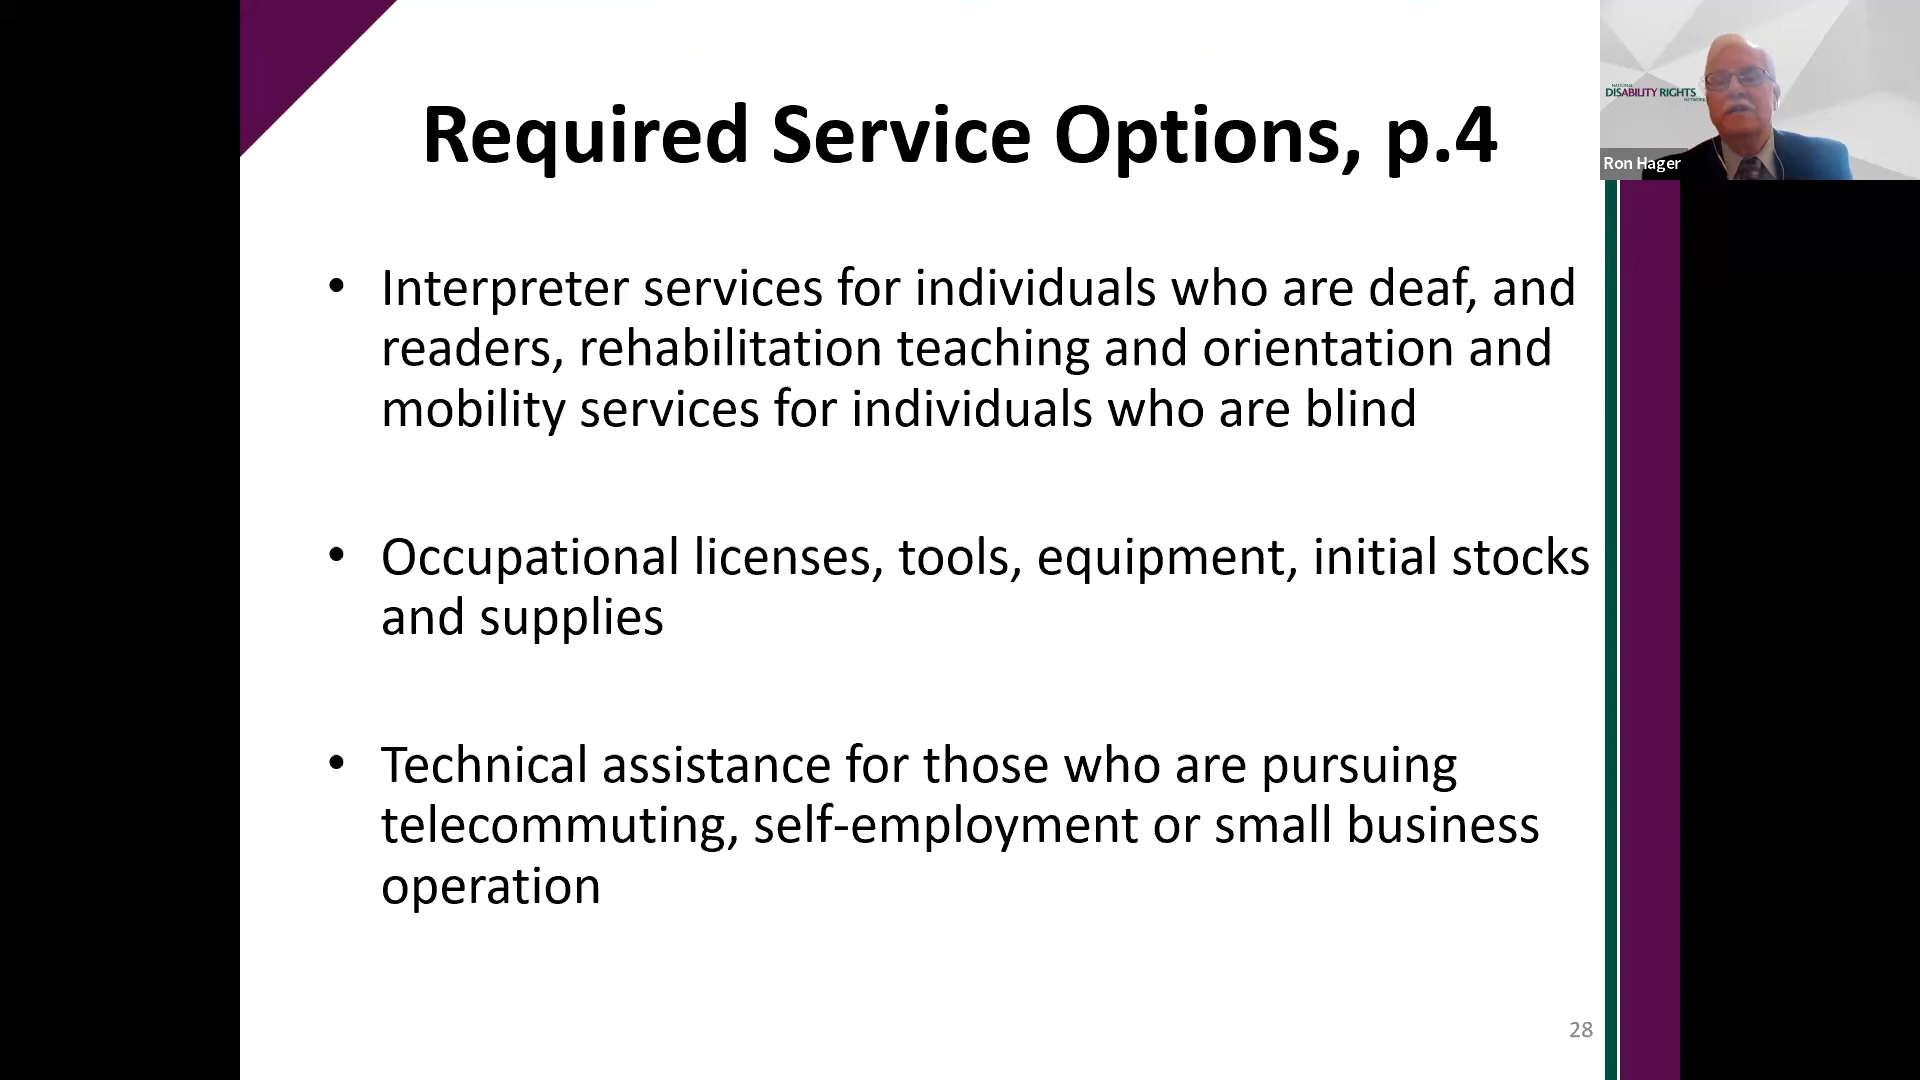 Required Service Options, p.4
NATIONAL
DISABILITY RIGHTS
NETWORK
Ron Hager
• Interpreter services for individuals who are deaf, and
readers, rehabilitation teaching and orientation and
mobility services for individuals who are blind
• Occupational licenses, tools, equipment, initial stocks
and supplies
• Technical assistance for those who are pursuing
telecommuting, self-employment or small business
operation
28